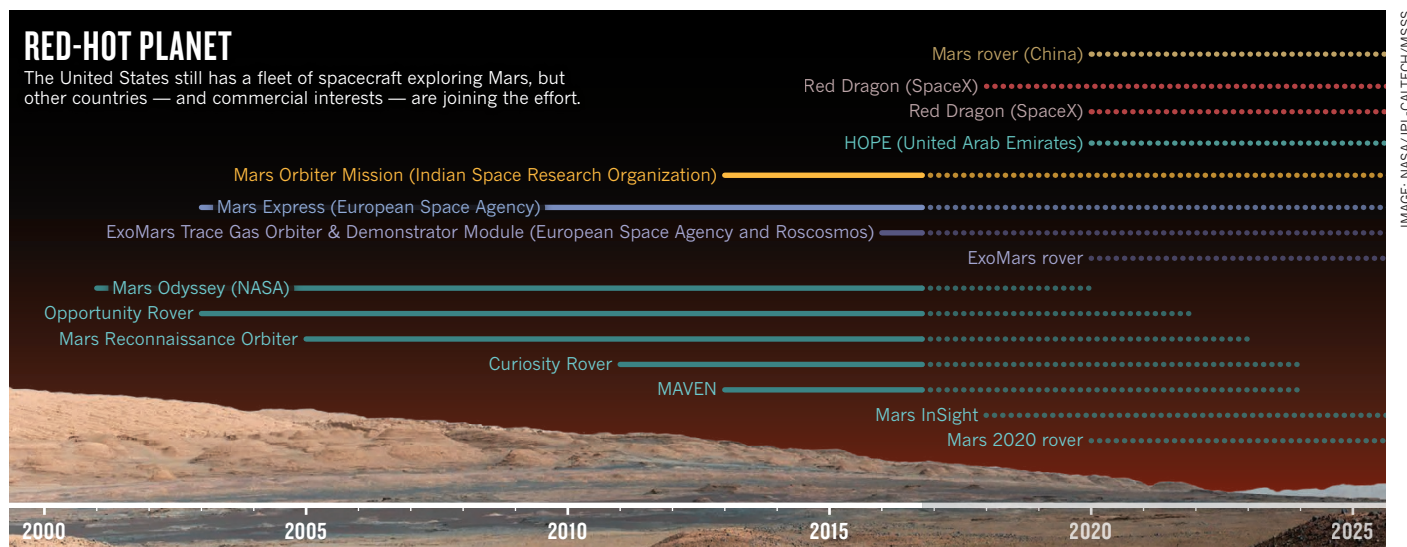 RED-HOT PLANET
The United States still has a fleet of spacecraft exploring Mars, but
other countries — and commercial interests — are joining the effort.
Mars rover (China)
Red Dragon (SpaceX)
Red Dragon (SpaceX)
HOPE (United Arab Emirates)
Mars Orbiter Mission (Indian Space Research Organization)
Mars Express (European Space Agency)
ExoMars Trace Gas Orbiter & Demonstrator Module (European Space Agency and Roscosmos)
ExoMars rover
Mars Odyssey (NASA)
Opportunity Rover
Mars Reconnaissance Orbiter
Curiosity Rover
MAVEN
Mars InSight
Mars 2020 rover
2000 2005 2010 2015 2020 2025
IMAGE: NASA/JPL-CALTECH/MSSS